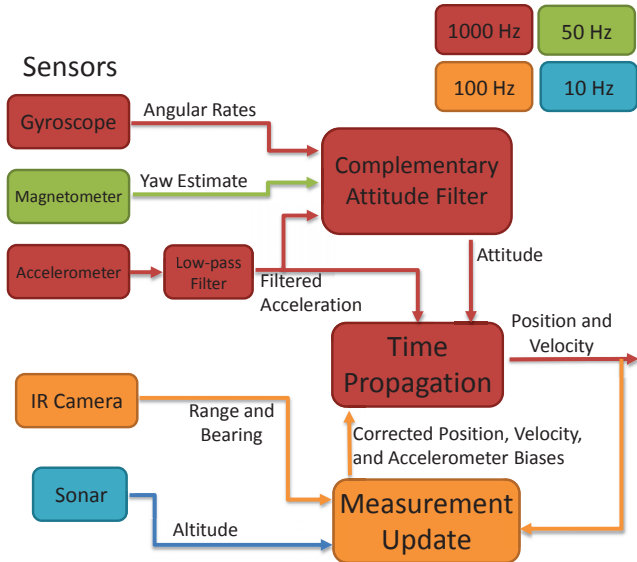 1000 Hz
50 Hz
100 Hz
10 Hz
Sensors
Gyroscope
Angular Rates
Magnetometer
Yaw Estimate
Complementary
Attitude Filter
Accelerometer
Low-pass
Filter
Filtered
Acceleration
Attitude
Time
Propagation
Position and
Velocity
IR Camera
Range and
Bearing
Corrected Position, Velocity,
and Accelerometer Biases
Sonar
Altitude
Measurement
Update